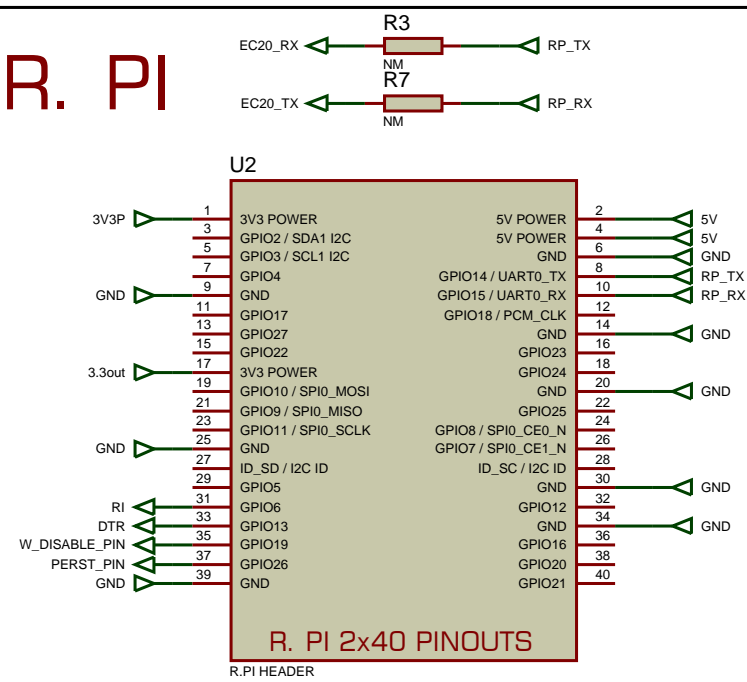 R. PI
R3
EC20_RX RP_TX
NM
R7
EC20_TX RP_RX
NM
U2
3V3P 1 3V3 POWER 5V POWER 2 5V
3 GPIO2 / SDA1 I2C 5V POWER 4 5V
5 GPIO3 / SCL1 I2C GND 6 GND
7 GPIO4 GPIO14 / UART0_TX 8 RP_TX
GND 9 GND GPIO15 / UART0_RX 10 RP_RX
11 GPIO17 GPIO18 / PCM_CLK 12
13 GPIO27 GND 14 GND
15 GPIO22 GPIO23 16
3.3out 17 3V3 POWER GPIO24 18
19 GPIO10 / SPI0_MOSI GND 20 GND
21 GPIO9 / SPI0_MISO GPIO25 22
23 GPIO11 / SPI0_SCLK GPIO8 / SPI0_CE0_N 24
GND 25 GND GPIO7 / SPI0_CE1_N 26
27 ID_SD / I2C ID ID_SC / I2C ID 28
29 GPIO5 GND 30 GND
RI 31 GPIO6 GPIO12 32
DTR 33 GPIO13 GND 34 GND
W_DISABLE_PIN 35 GPIO19 GPIO16 36
PERST_PIN 37 GPIO26 GPIO20 38
GND 39 GND GPIO21 40
R. PI 2x40 PINOUTS
R.PI HEADER